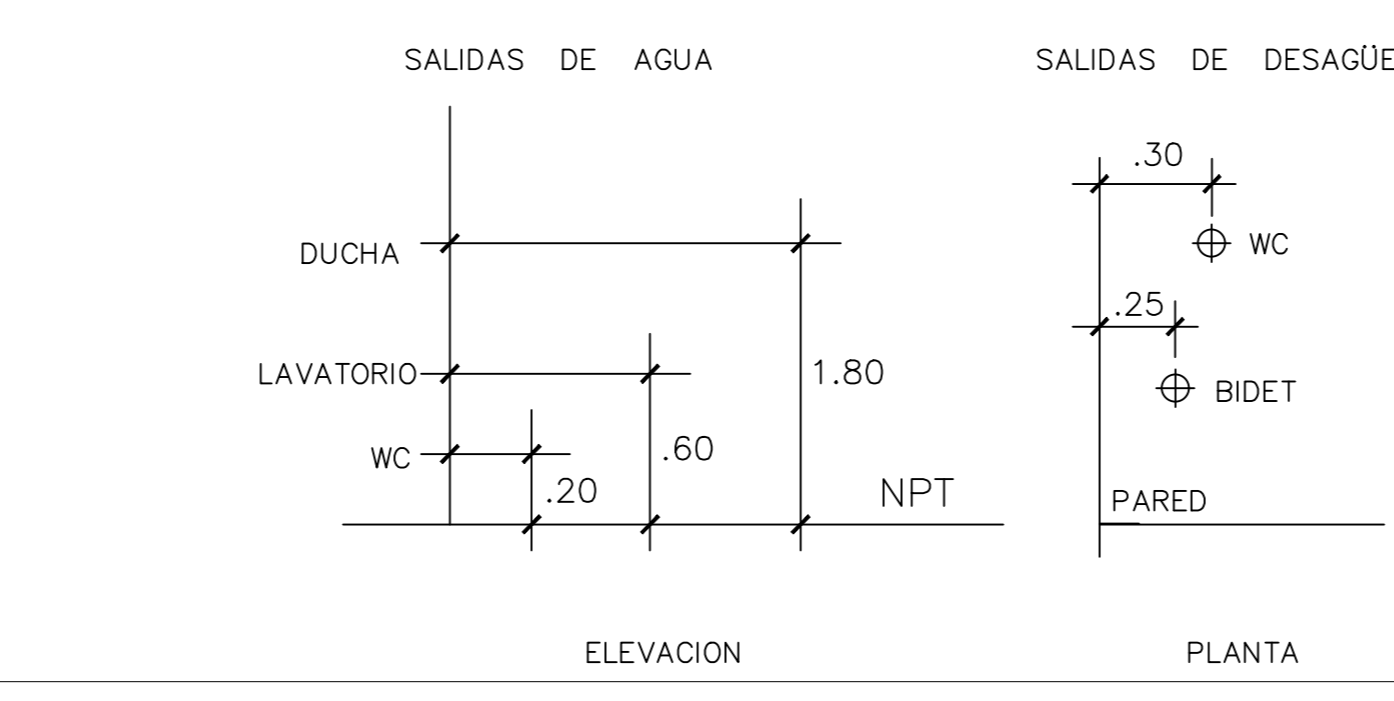 SALIDAS DE AGUA
DUCHA
LAVATORIO
WC
.20
.60
1.80
NPT
ELEVACION
SALIDAS DE DESAGÜE
.30
WC
.25
BIDET
PARED
PLANTA